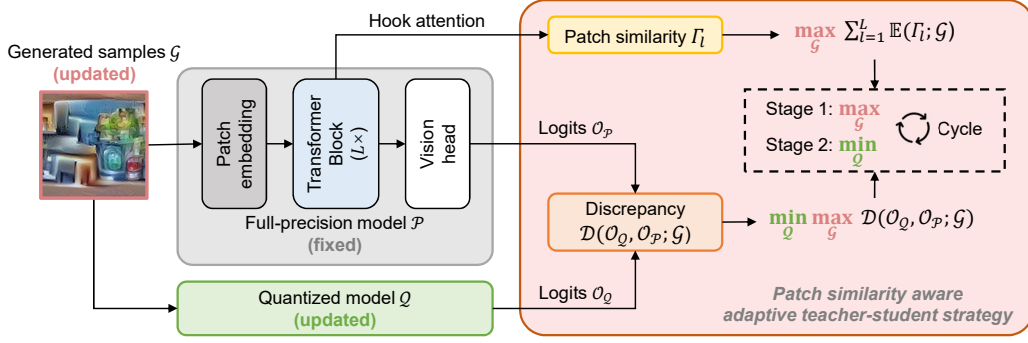 Hook attention
Generated samples 𝒢
(updated)
Patch similarity Γ_l
max_𝒢 ∑_{l=1}^{L} 𝔼(Γ_l; 𝒢)
Patch
embedding
Transformer
Block
(L×)
Vision
head
Full-precision model 𝒫
(fixed)
Logits 𝒪_𝒫
Stage 1: max_𝒢
Stage 2: min_𝒬
Cycle
Discrepancy
𝒟(𝒪_𝒬, 𝒪_𝒫; 𝒢)
min_𝒬 max_𝒢 𝒟(𝒪_𝒬, 𝒪_𝒫; 𝒢)
Quantized model 𝒬
(updated)
Logits 𝒪_𝒬
Patch similarity aware
adaptive teacher-student strategy